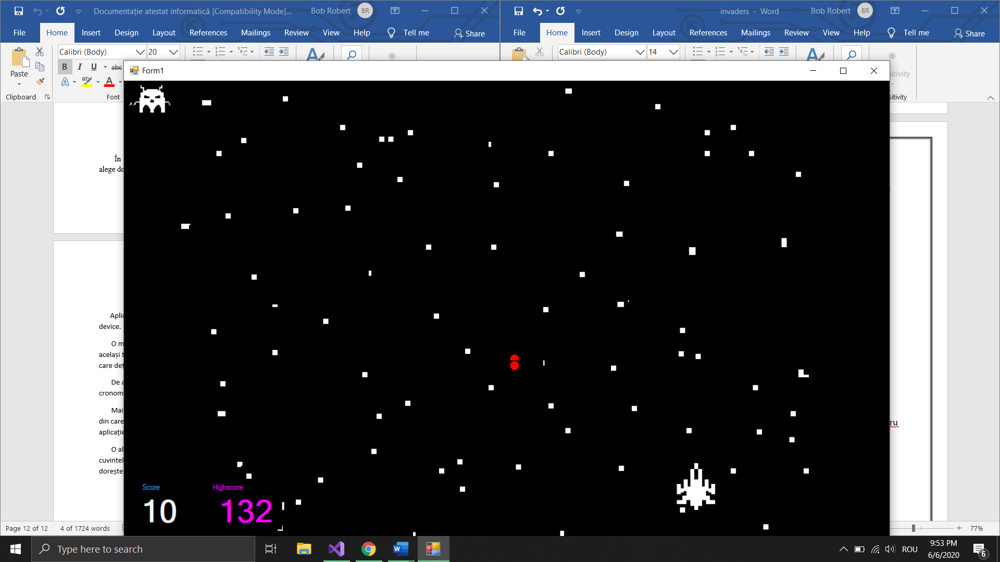 Documentație atestat informatică [Compatibility Mode]... Bob Robert BR
invaders - Word Bob Robert BR
File Home Insert Design Layout References Mailings Review View Help Tell me Share
File Home Insert Design Layout References Mailings Review View Help Tell me Share
Calibri (Body) 20
Calibri (Body) 14
Paste B I U abc
Clipboard Font
Form1
În
alege do
Aplic
device.
O m
același t
care deț
De a
cronom
Mai
din care
aplicație
O al
cuvintel
dorește
ru
Score Highscore
10 132
Page 12 of 12 4 of 1724 words
77%
Type here to search
ROU
9:53 PM
6/6/2020
6